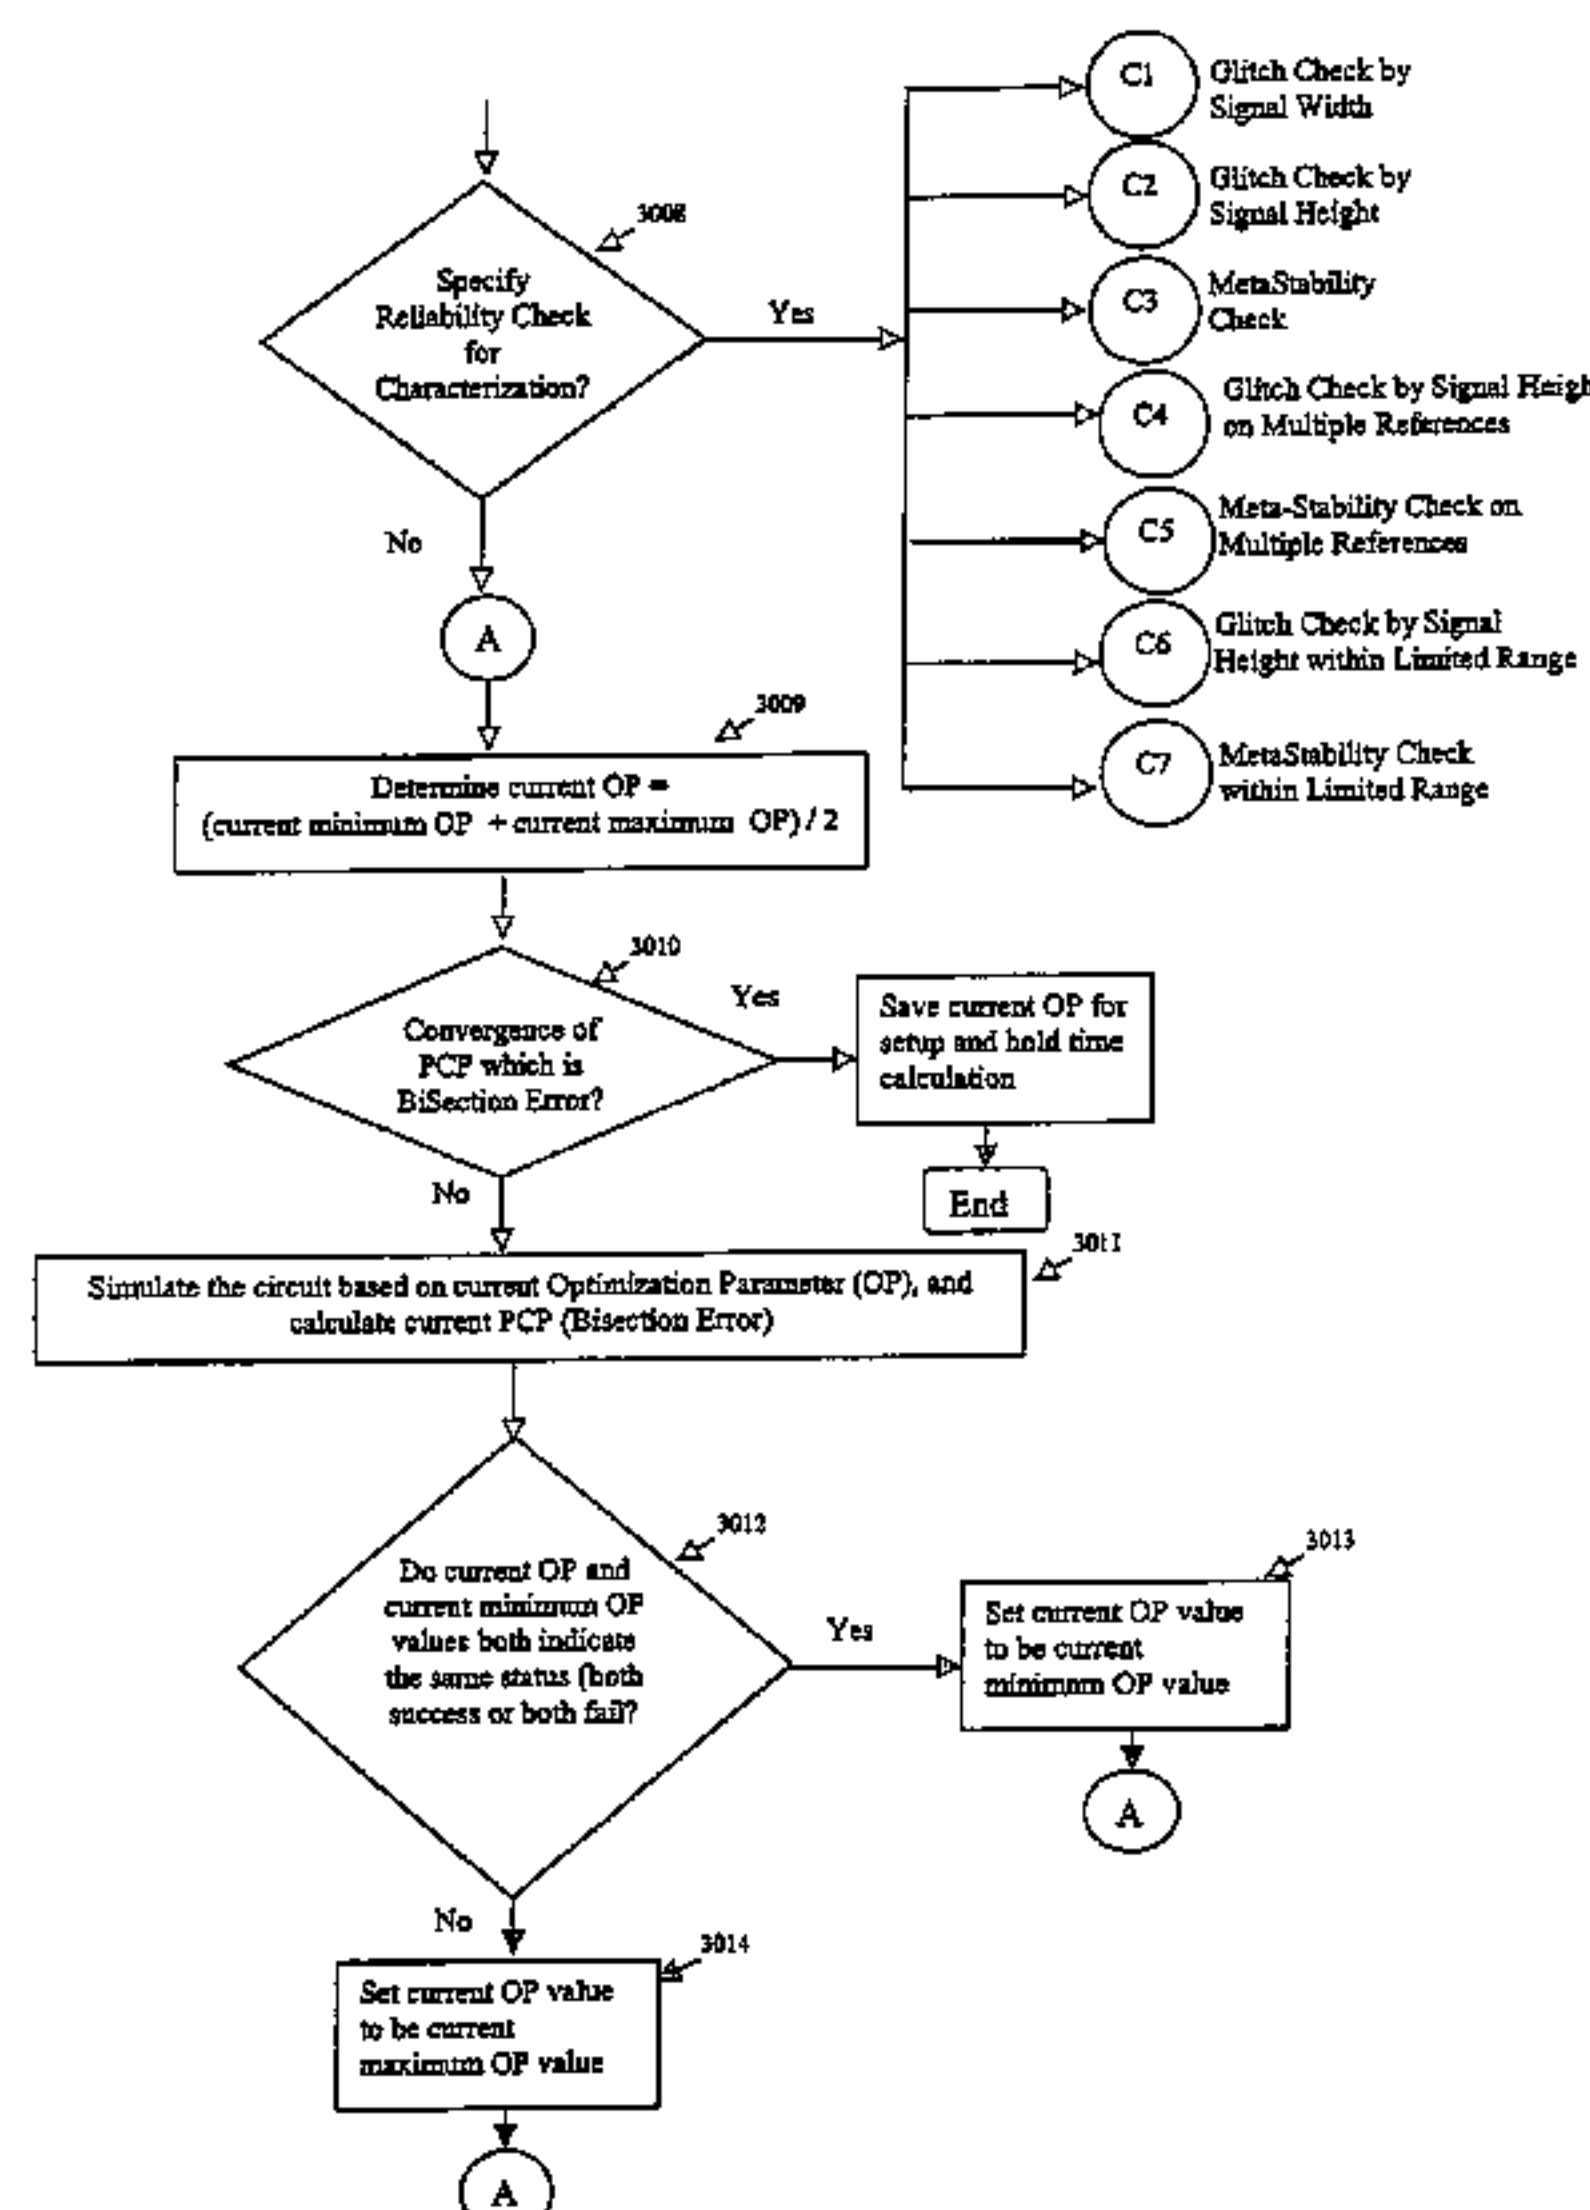 C1
Glitch Check by
Signal Width
C2
Glitch Check by
Signal Height
3008
Specify
Reliability Check
for
Characterization?
Yes
C3
MetaStability
Check
C4
Glitch Check by Signal Heigh
on Multiple References
No
C5
Meta-Stability Check on
Multiple References
A
C6
Glitch Check by Signal
Height within Limited Range
3009
C7
MetaStability Check
within Limited Range
Determine current OP =
(current minimum OP + current maximum OP) / 2
3010
Convergence of
PCP which is
BiSection Error?
Yes
Save current OP for
setup and hold time
calculation
No
End
3011
Simulate the circuit based on current Optimization Parameter (OP), and
calculate current PCP (Bisection Error)
3012
Do current OP and
current minimum OP
values both indicate
the same status (both
success or both fail?
Yes
3013
Set current OP value
to be current
minimum OP value
A
No
3014
Set current OP value
to be current
maximum OP value
A